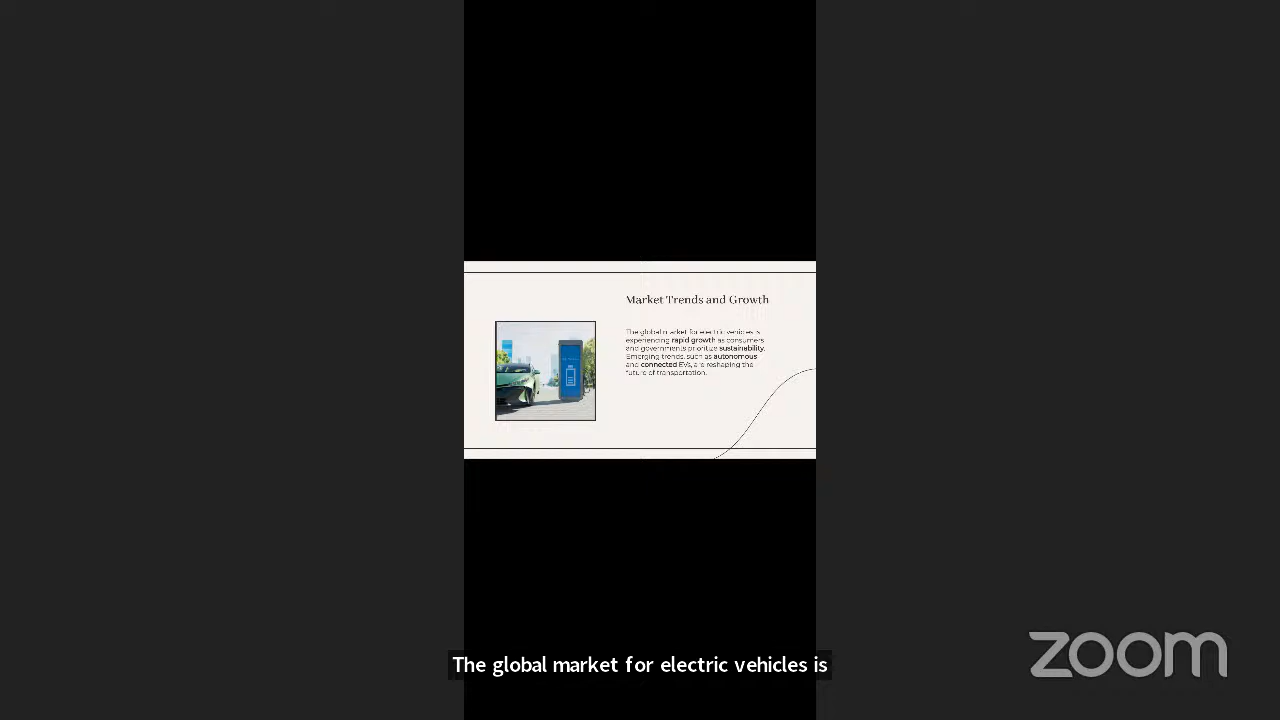 Market Trends and Growth
The global market for electric vehicles is
experiencing rapid growth as consumers
and governments prioritize sustainability.
Emerging trends, such as autonomous
and connected EVs, are reshaping the
future of transportation.
The global market for electric vehicles is
zoom